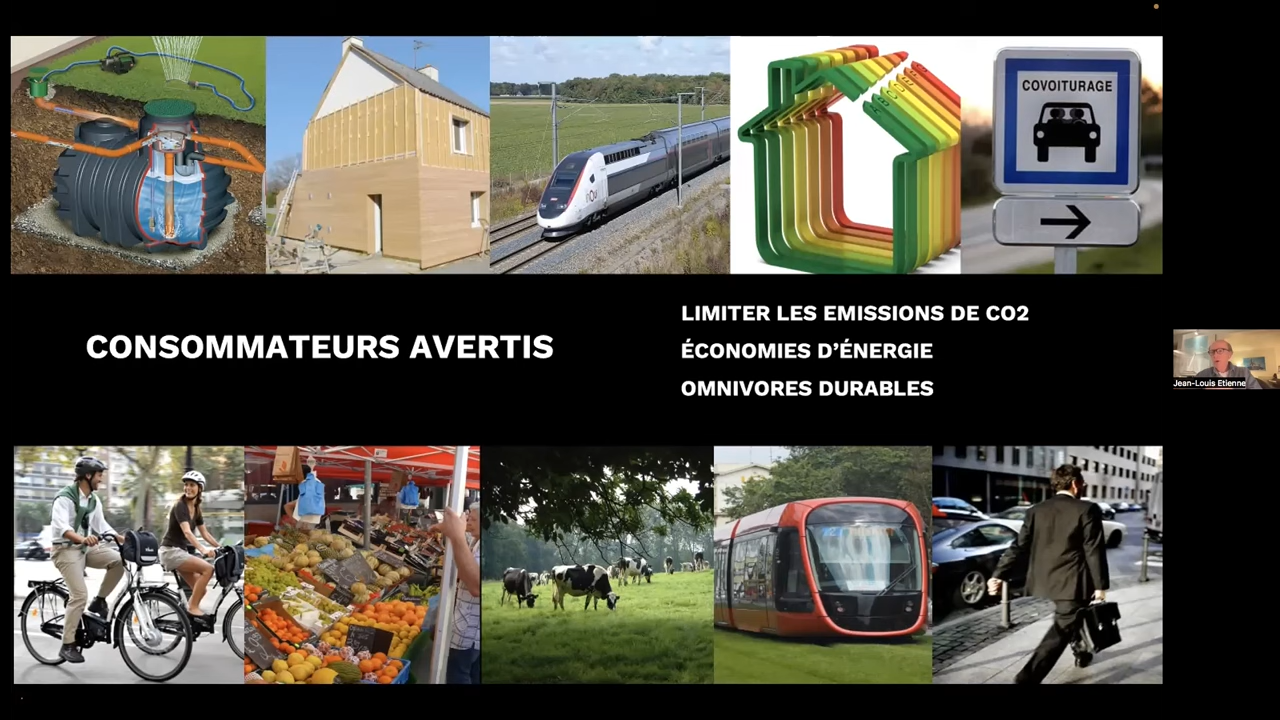 COVOITURAGE
CONSOMMATEURS AVERTIS
LIMITER LES EMISSIONS DE CO2
ÉCONOMIES D’ÉNERGIE
OMNIVORES DURABLES
Jean-Louis Etienne